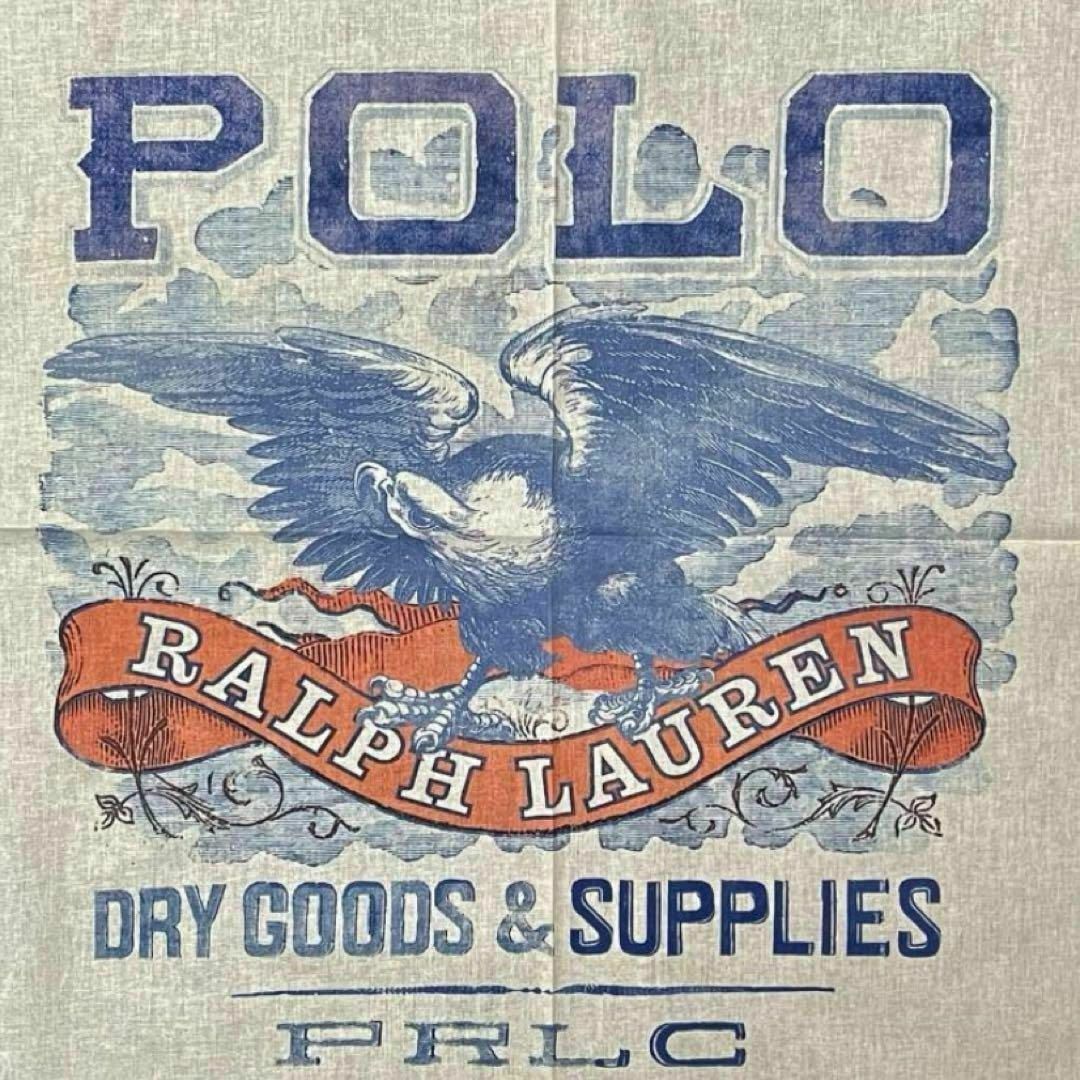 POLO
RALPH LAUREN
DRY GOODS & SUPPLIES
PRLC